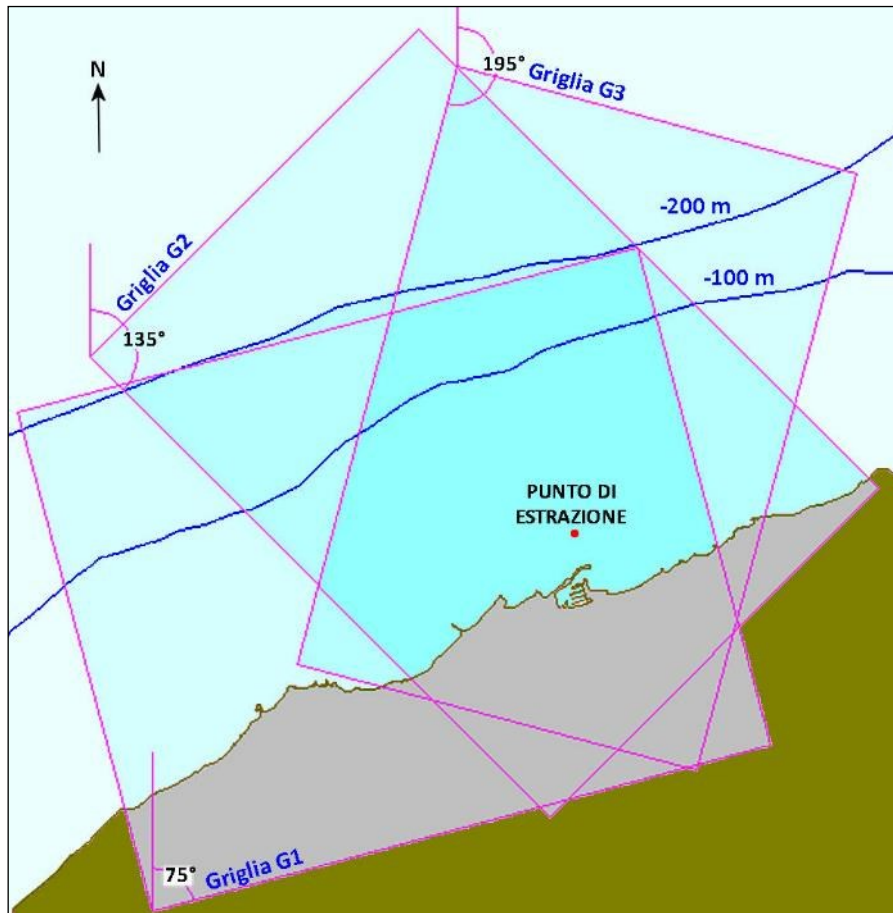 N
195°
Griglia G3
-200 m
Griglia G2
-100 m
135°
PUNTO DI
ESTRAZIONE
75°
Griglia G1